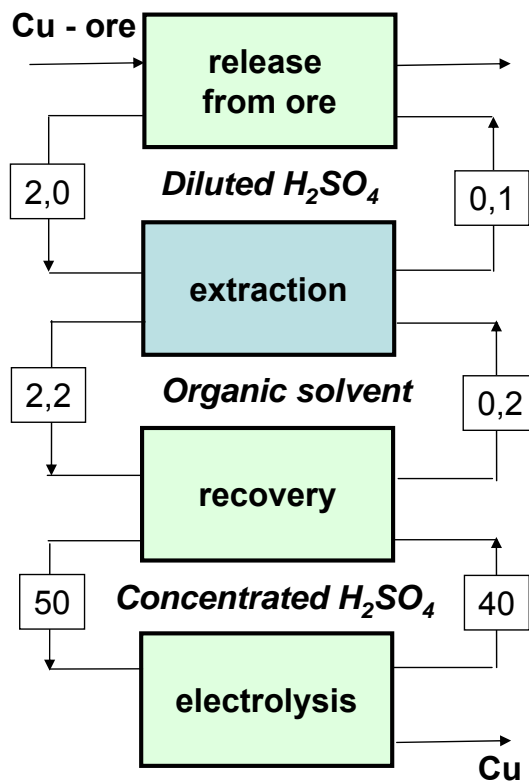 Cu - ore
release
from ore
2,0
Diluted H₂SO₄
0,1
extraction
2,2
Organic solvent
0,2
recovery
50
Concentrated H₂SO₄
40
electrolysis
Cu